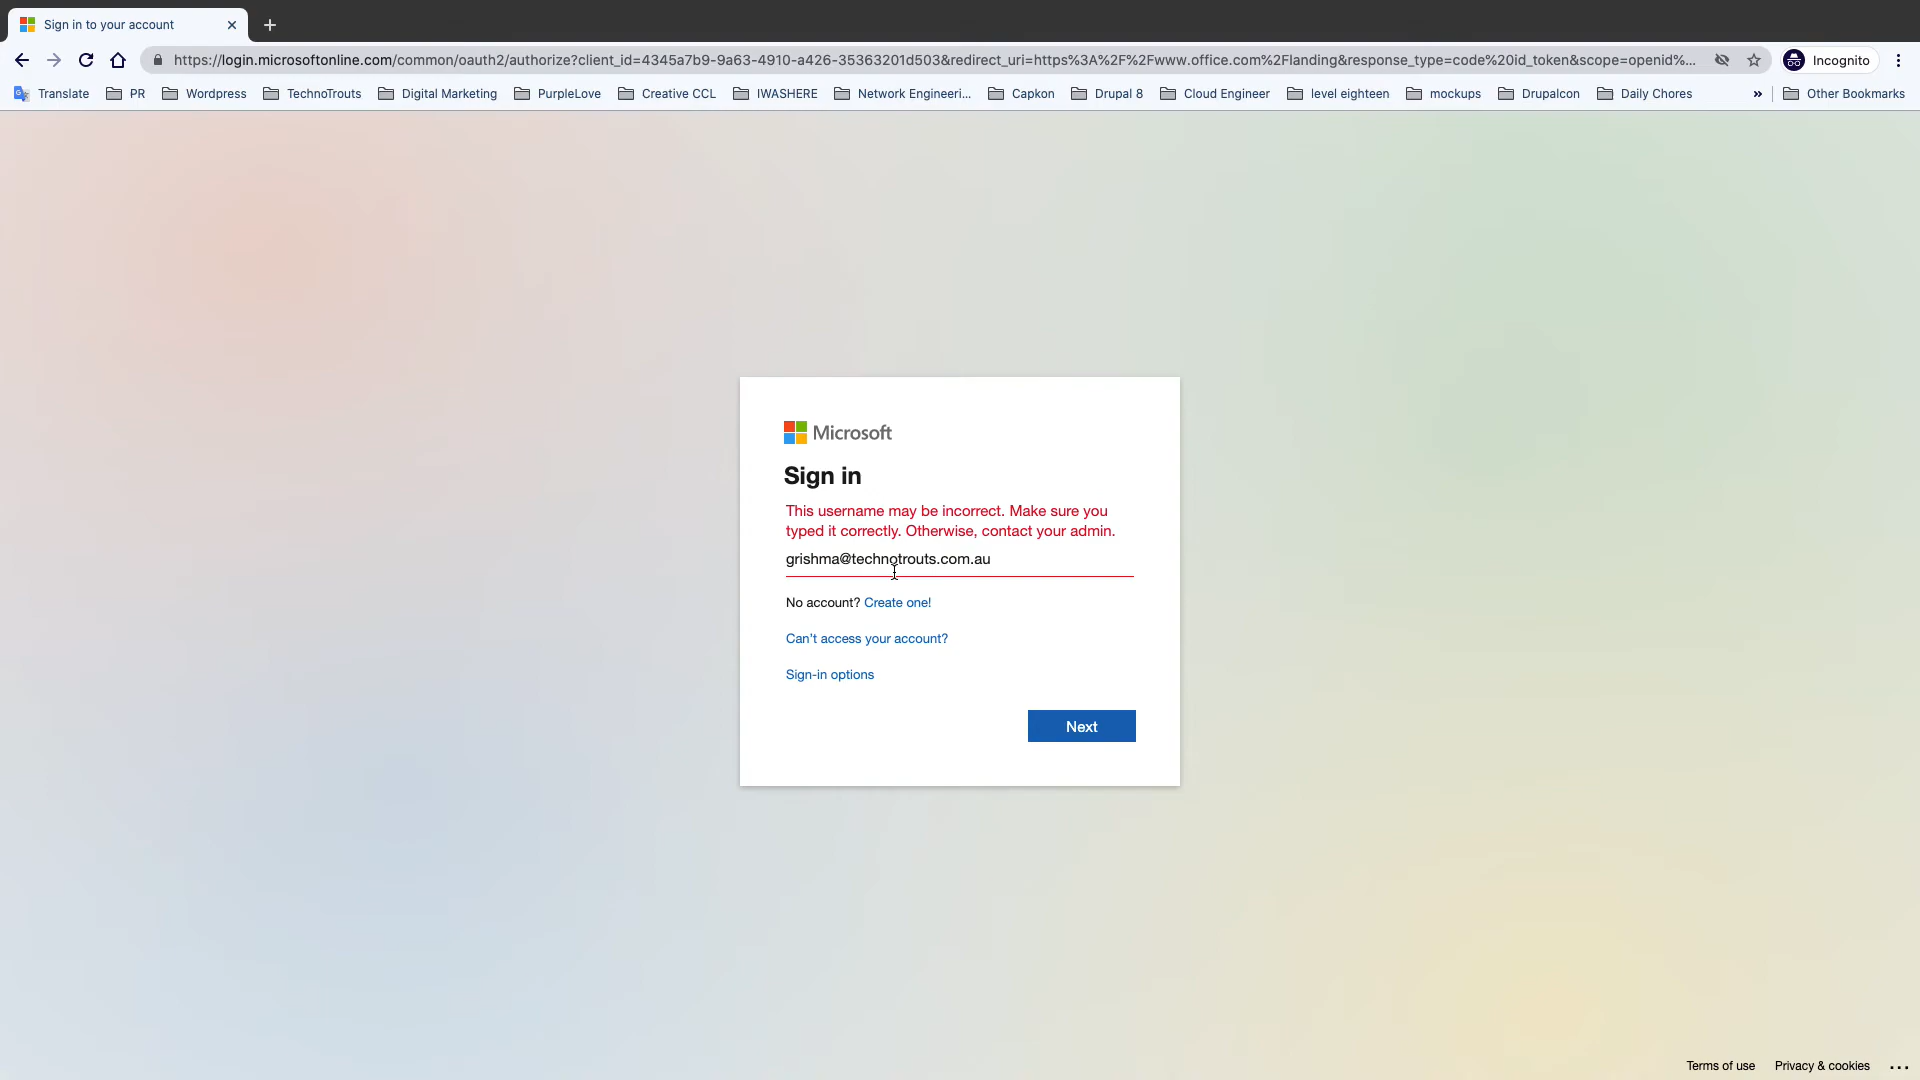 Sign in to your account
https://login.microsoftonline.com/common/oauth2/authorize?client_id=4345a7b9-9a63-4910-a426-35363201d503&redirect_uri=https%3A%2F%2Fwww.office.com%2Flanding&response_type=code%20id_token&scope=openid%...
Incognito
Translate PR Wordpress TechnoTrouts Digital Marketing PurpleLove Creative CCL IWASHERE Network Engineeri... Capkon Drupal 8 Cloud Engineer level eighteen mockups Drupalcon Daily Chores » Other Bookmarks
Microsoft
Sign in
This username may be incorrect. Make sure you
typed it correctly. Otherwise, contact your admin.
grishma@technotrouts.com.au
No account? Create one!
Can't access your account?
Sign-in options
Next
Terms of use Privacy & cookies ...